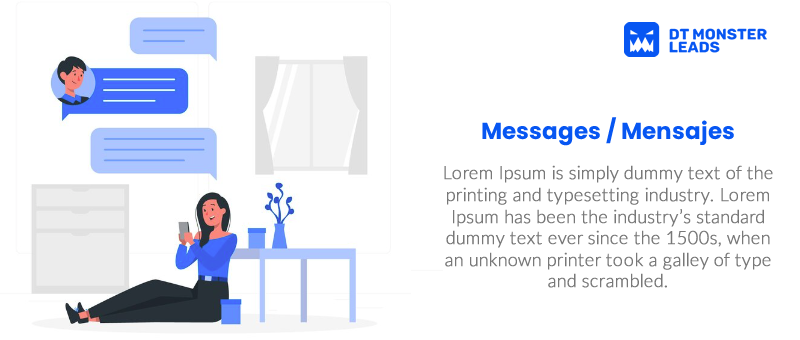 DT MONSTER
LEADS
Messages / Mensajes
Lorem Ipsum is simply dummy text of the
printing and typesetting industry. Lorem
Ipsum has been the industry's standard
dummy text ever since the 1500s, when
an unknown printer took a galley of type
and scrambled.